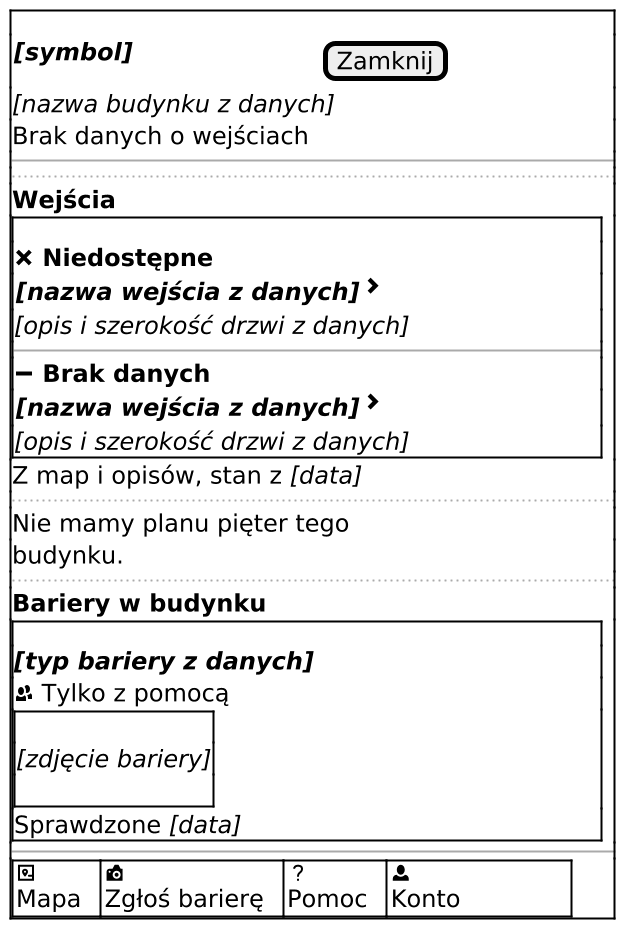 [symbol]
Zamknij
[nazwa budynku z danych]
Brak danych o wejściach
Wejścia
× Niedostępne
[nazwa wejścia z danych] >
[opis i szerokość drzwi z danych]
− Brak danych
[nazwa wejścia z danych] >
[opis i szerokość drzwi z danych]
Z map i opisów, stan z [data]
Nie mamy planu pięter tego
budynku.
Bariery w budynku
[typ bariery z danych]
Tylko z pomocą
[zdjęcie bariery]
Sprawdzone [data]
?
Mapa Zgłoś barierę Pomoc Konto